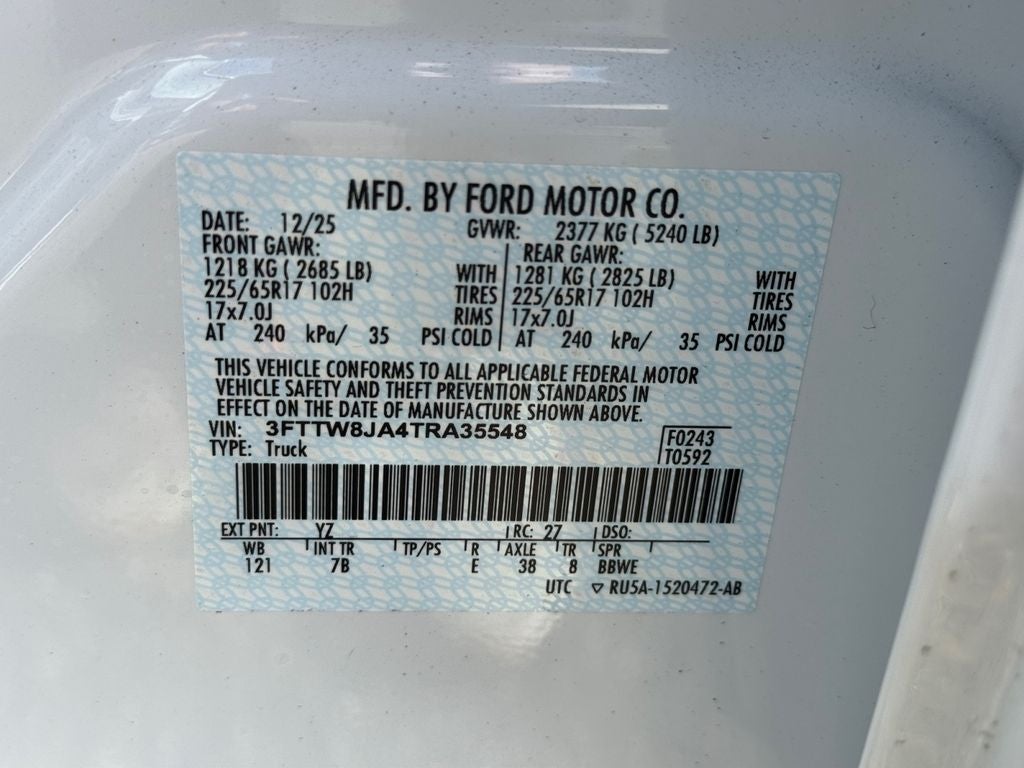 MFD. BY FORD MOTOR CO.
DATE: 12/25 GVWR: 2377 KG ( 5240 LB)
FRONT GAWR: REAR GAWR:
1218 KG ( 2685 LB) WITH 1281 KG ( 2825 LB) WITH
225/65R17 102H TIRES 225/65R17 102H TIRES
17x7.0J RIMS 17x7.0J RIMS
AT 240 kPa/ 35 PSI COLD AT 240 kPa/ 35 PSI COLD
THIS VEHICLE CONFORMS TO ALL APPLICABLE FEDERAL MOTOR
VEHICLE SAFETY AND THEFT PREVENTION STANDARDS IN
EFFECT ON THE DATE OF MANUFACTURE SHOWN ABOVE.
VIN: 3FTTW8JA4TRA35548 F0243
TYPE: Truck T0592
EXT PNT: YZ RC: 27 DSO:
WB INT TR TP/PS R AXLE TR SPR
121 7B E 38 8 BBWE
UTC ▽ RU5A-1520472-AB